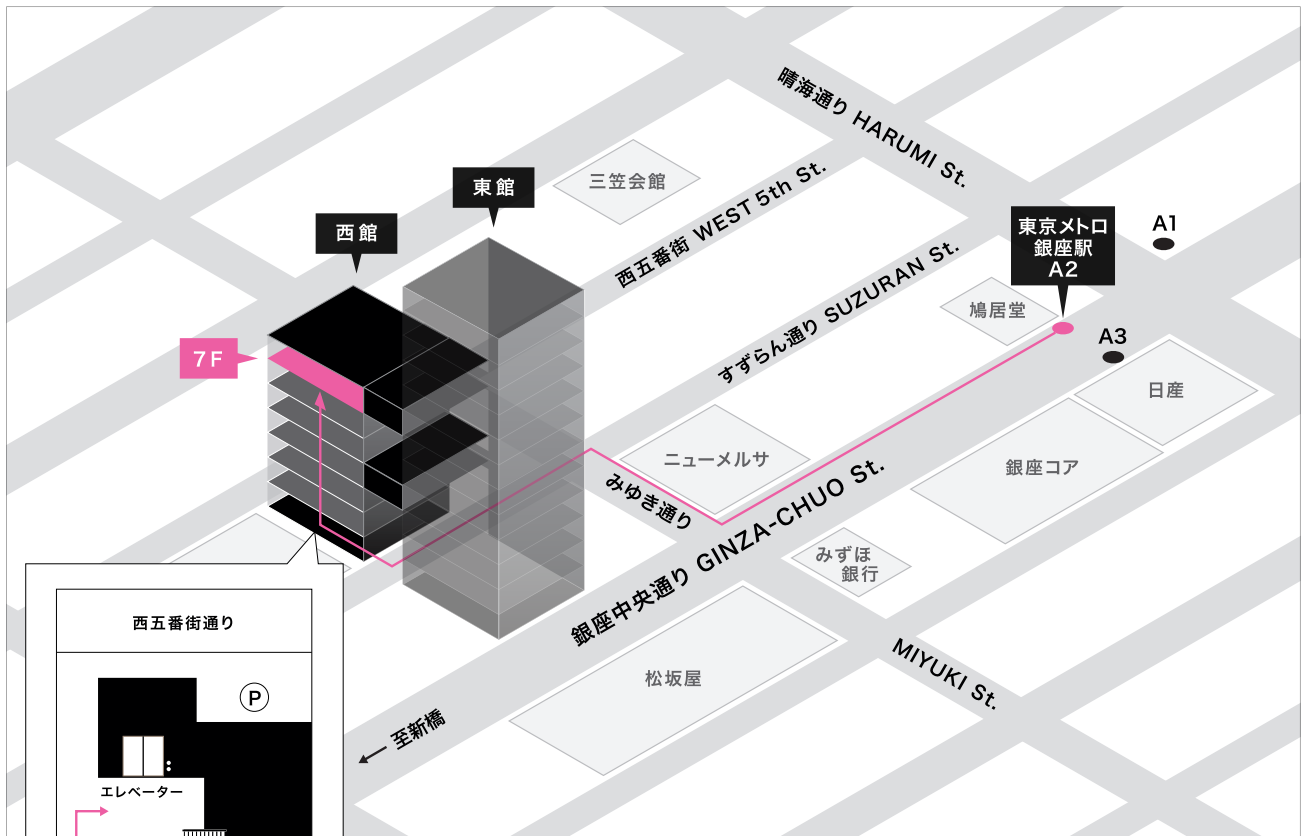 晴海通り HARUMI St.
三笠会館
東館
西五番街 WEST 5th St.
西館
東京メトロ
銀座駅
A2
A1
すずらん通り SUZURAN St.
鳩居堂
A3
7F
日産
ニューメルサ
銀座コア
みゆき通り
銀座中央通り GINZA-CHUO St.
みずほ
銀行
西五番街通り
松坂屋
MIYUKI St.
P
至新橋
エレベーター